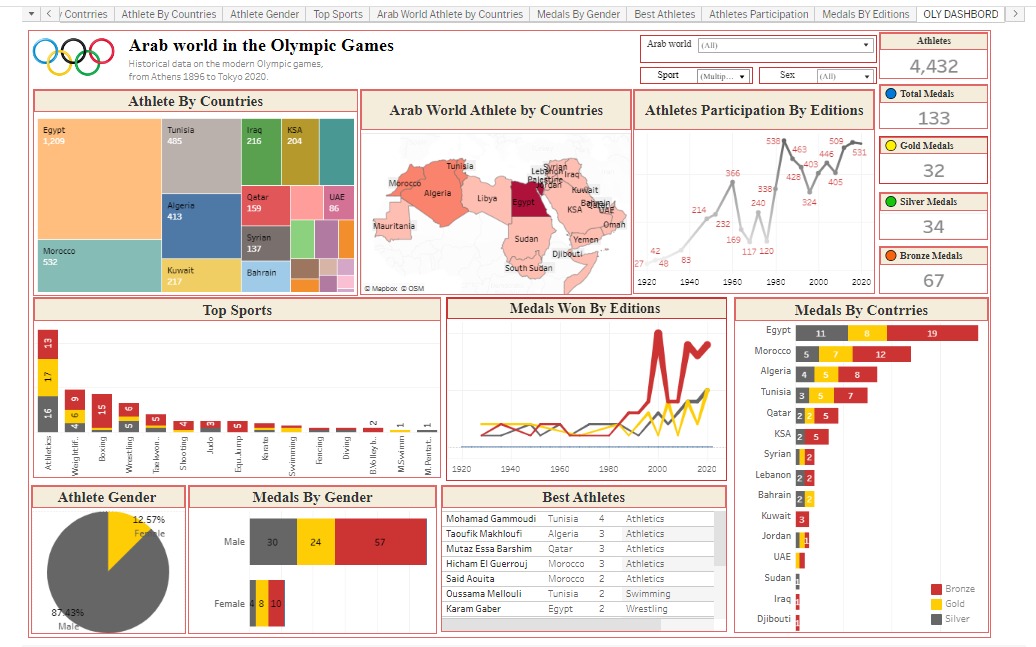 y Contrries
Athlete By Countries
Athlete Gender
Top Sports
Arab World Athlete by Countries
Medals By Gender
Best Athletes
Athletes Participation
Medals BY Editions
OLY DASHBORD
Arab world in the Olympic Games
Historical data on the modern Olympic games,
from Athens 1896 to Tokyo 2020.
Arab world
(All)
Sport
(Multip...
Sex
(All)
Athletes
4,432
Total Medals
133
Gold Medals
32
Silver Medals
34
Bronze Medals
67
Athlete By Countries
Egypt
1,209
Tunisia
485
Iraq
216
KSA
204
Algeria
413
Qatar
159
UAE
86
Morocco
532
Syrian
137
Kuwait
217
Bahrain
Arab World Athlete by Countries
Tunisia
Morocco
Algeria
Libya
Egypt
Syrian
Lebanon
Iraq
Palestine
Jordan
Kuwait
Bahrain
Qatar
KSA
UAE
Oman
Mauritania
Sudan
Yemen
Djibouti
South Sudan
© Mapbox © OSM
Athletes Participation By Editions
538
463
509
446
531
403
428
405
366
338
324
240
214
232
169
117
120
83
42
27
48
1920
1940
1960
1980
2000
2020
Top Sports
13
17
16
9
6
4
15
6
5
5
4
3
5
2
1
1
Athletics
Weightlif..
Boxing
Wrestling
Taekwon..
Shooting
Judo
Equ.Jump
Karate
Swimming
Fencing
Diving
B.Volleyb..
M.Swimm
M.Pentat..
Medals Won By Editions
1920
1940
1960
1980
2000
2020
Medals By Contrries
Egypt
11
8
19
Morocco
5
7
12
Algeria
4
5
8
Tunisia
3
5
7
Qatar
2
2
5
KSA
2
5
Syrian
2
Lebanon
2
2
Bahrain
2
2
Kuwait
3
Jordan
1
UAE
Sudan
1
Iraq
1
Djibouti
1
Bronze
Gold
Silver
Athlete Gender
12.57%
Female
87.43%
Male
Medals By Gender
Male
30
24
57
Female
4
8
10
Best Athletes
Mohamad Gammoudi Tunisia 4 Athletics
Taoufik Makhloufi Algeria 3 Athletics
Mutaz Essa Barshim Qatar 3 Athletics
Hicham El Guerrouj Morocco 3 Athletics
Said Aouita Morocco 2 Athletics
Oussama Mellouli Tunisia 2 Swimming
Karam Gaber Egypt 2 Wrestling